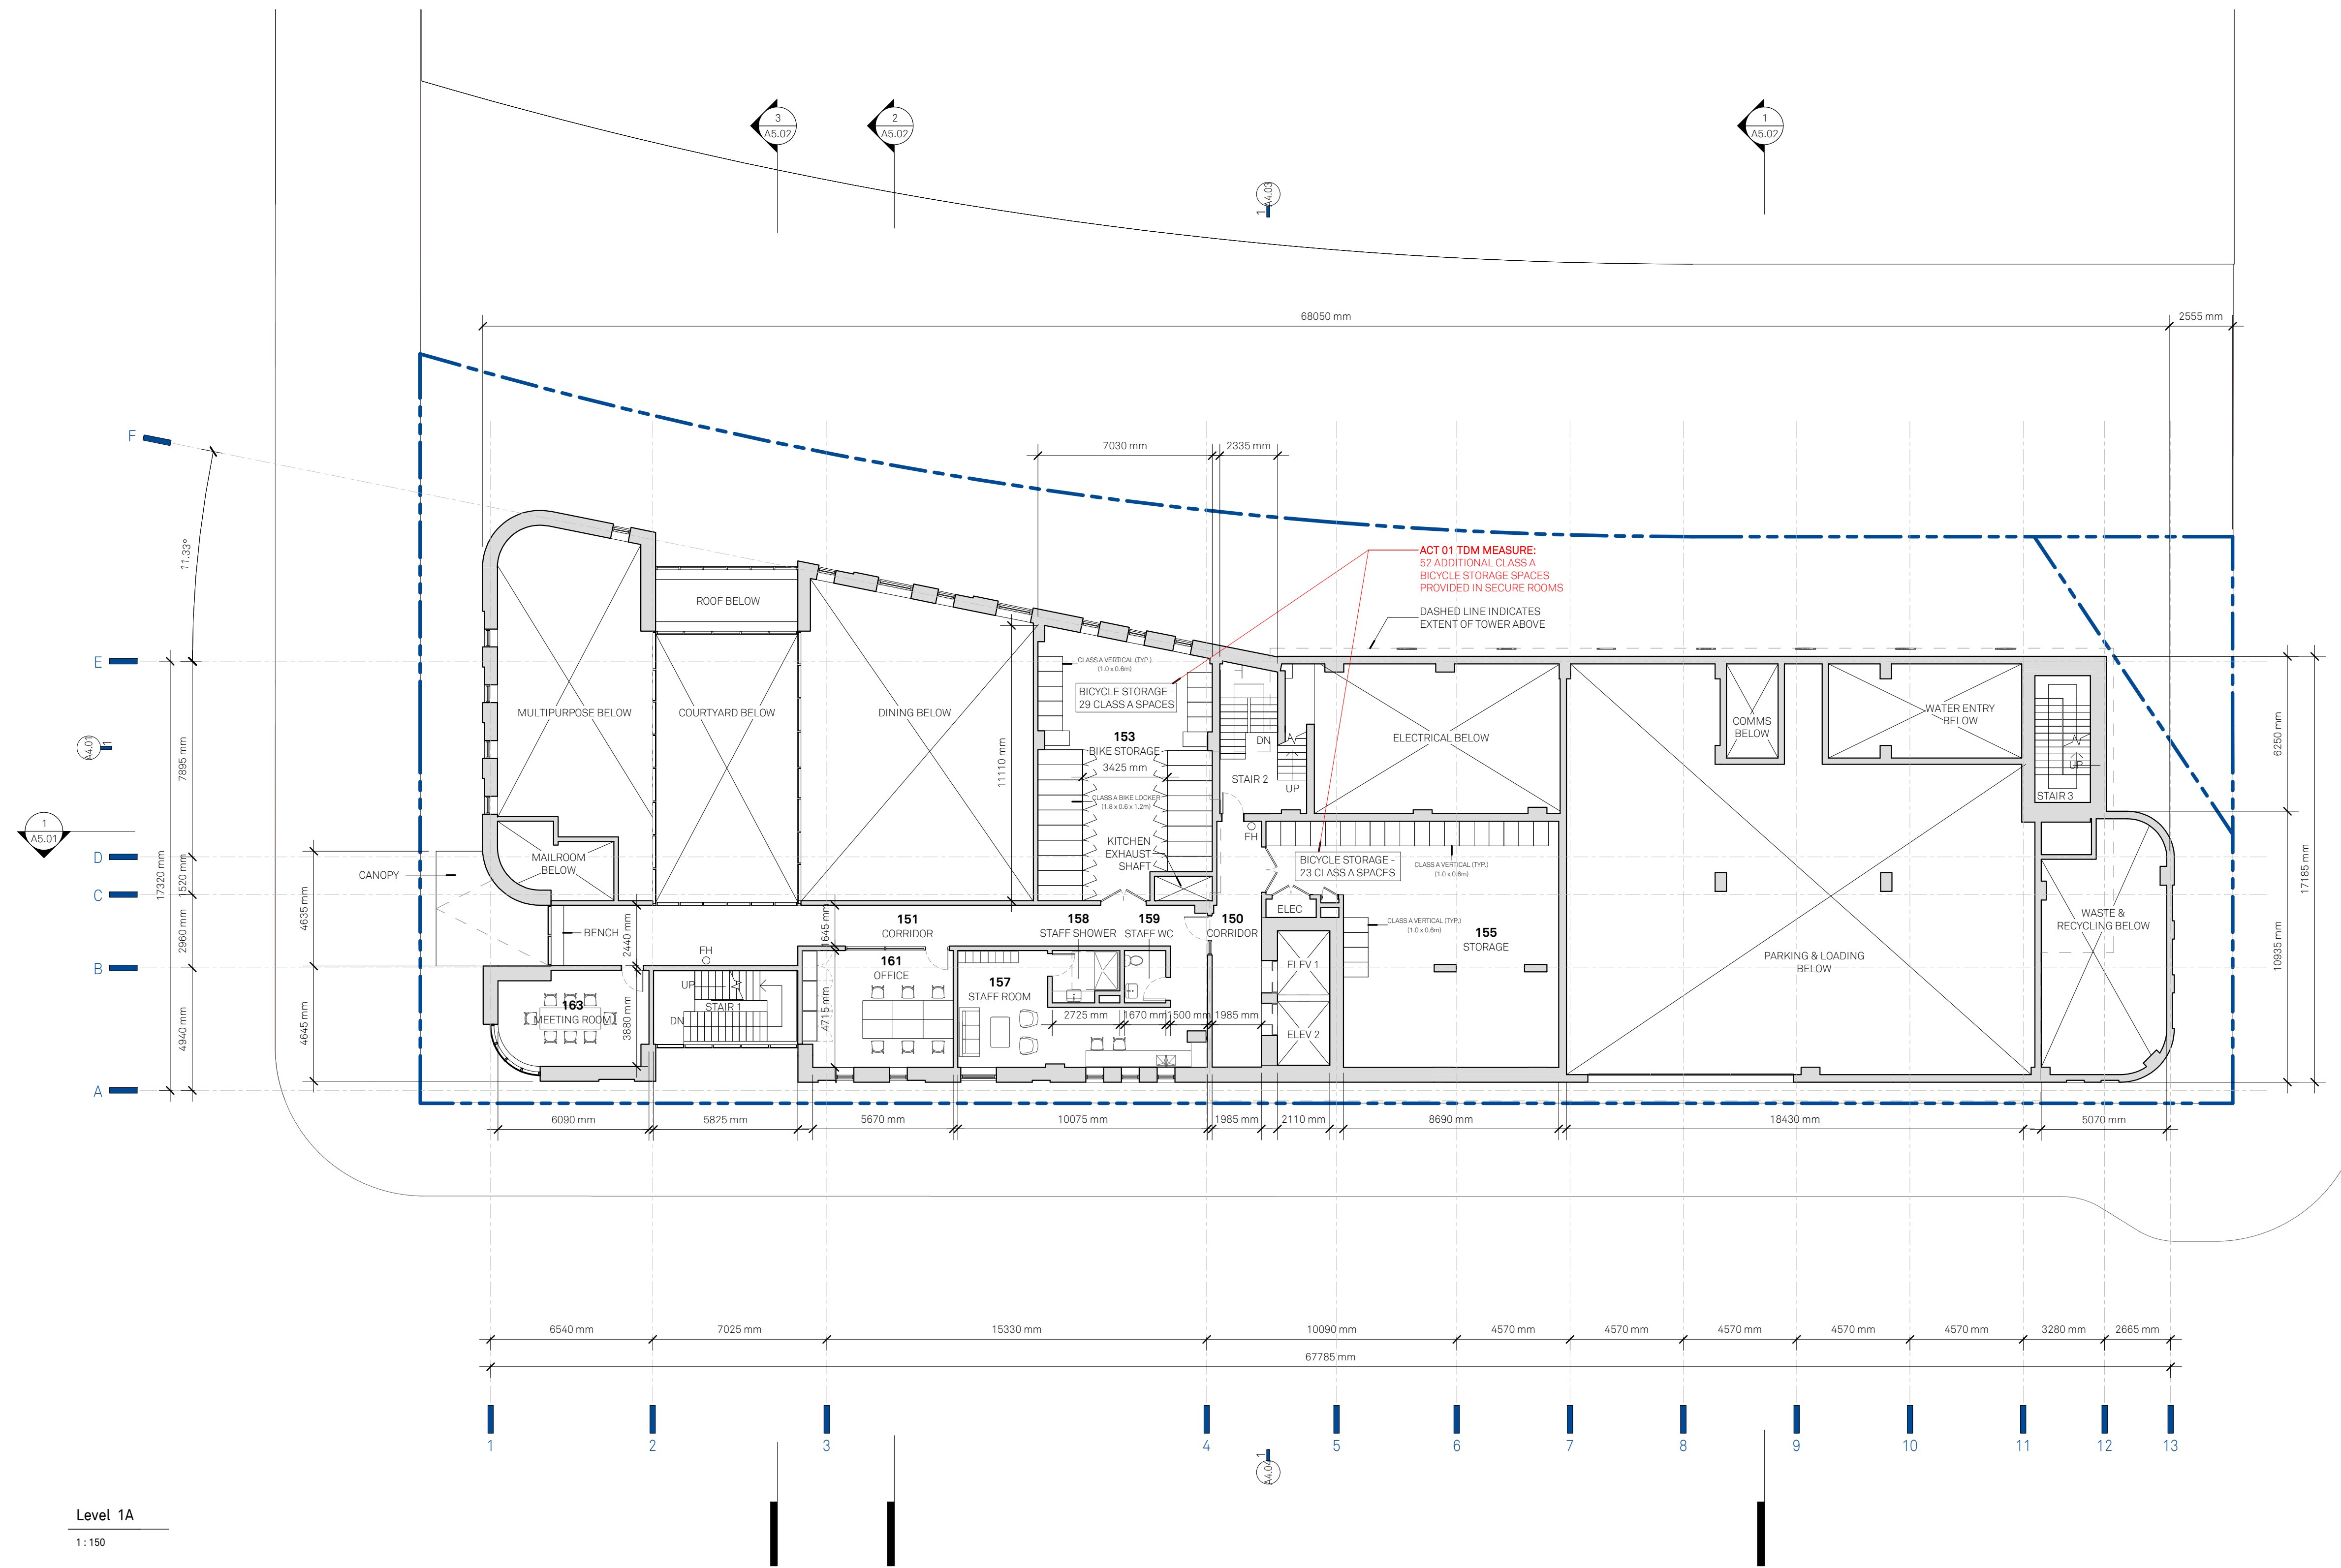 3
A5.02
2
A5.02
1
A5.02
1
A4.03
68050 mm
2555 mm
F
11.33°
7030 mm
2335 mm
ACT 01 TDM MEASURE:
52 ADDITIONAL CLASS A
BICYCLE STORAGE SPACES
PROVIDED IN SECURE ROOMS
DASHED LINE INDICATES
EXTENT OF TOWER ABOVE
ROOF BELOW
E
CLASS A VERTICAL (TYP.)
(1.0 x 0.6m)
BICYCLE STORAGE -
29 CLASS A SPACES
MULTIPURPOSE BELOW
COURTYARD BELOW
DINING BELOW
11110 mm
153
BIKE STORAGE
3425 mm
CLASS A BIKE LOCKER
(1.8 x 0.6 x 1.2m)
KITCHEN
EXHAUST
SHAFT
DN
STAIR 2
UP
FH
ELECTRICAL BELOW
COMMS
BELOW
WATER ENTRY
BELOW
UP
STAIR 3
6250 mm
17185 mm
10935 mm
1
A4.01
7895 mm
17320 mm
1520 mm
2960 mm
4940 mm
1
A5.01
D
C
B
A
CANOPY
4635 mm
4645 mm
MAILROOM
BELOW
BENCH
2440 mm
FH
1645 mm
151
CORRIDOR
158
STAFF SHOWER
159
STAFF WC
150
CORRIDOR
ELEC
BICYCLE STORAGE -
23 CLASS A SPACES
CLASS A VERTICAL (TYP.)
(1.0 x 0.6m)
CLASS A VERTICAL (TYP.)
(1.0 x 0.6m)
155
STORAGE
WASTE &
RECYCLING BELOW
PARKING & LOADING
BELOW
161
OFFICE
157
STAFF ROOM
163
MEETING ROOM
3880 mm
UP
STAIR 1
DN
4715 mm
2725 mm
1670 mm
1500 mm
1985 mm
ELEV 1
ELEV 2
6090 mm
5825 mm
5670 mm
10075 mm
1985 mm
2110 mm
8690 mm
18430 mm
5070 mm
6540 mm
7025 mm
15330 mm
10090 mm
4570 mm
4570 mm
4570 mm
4570 mm
4570 mm
3280 mm
2665 mm
67785 mm
1
2
3
4
5
6
7
8
9
10
11
12
13
1
A4.04
Level 1A
1 : 150